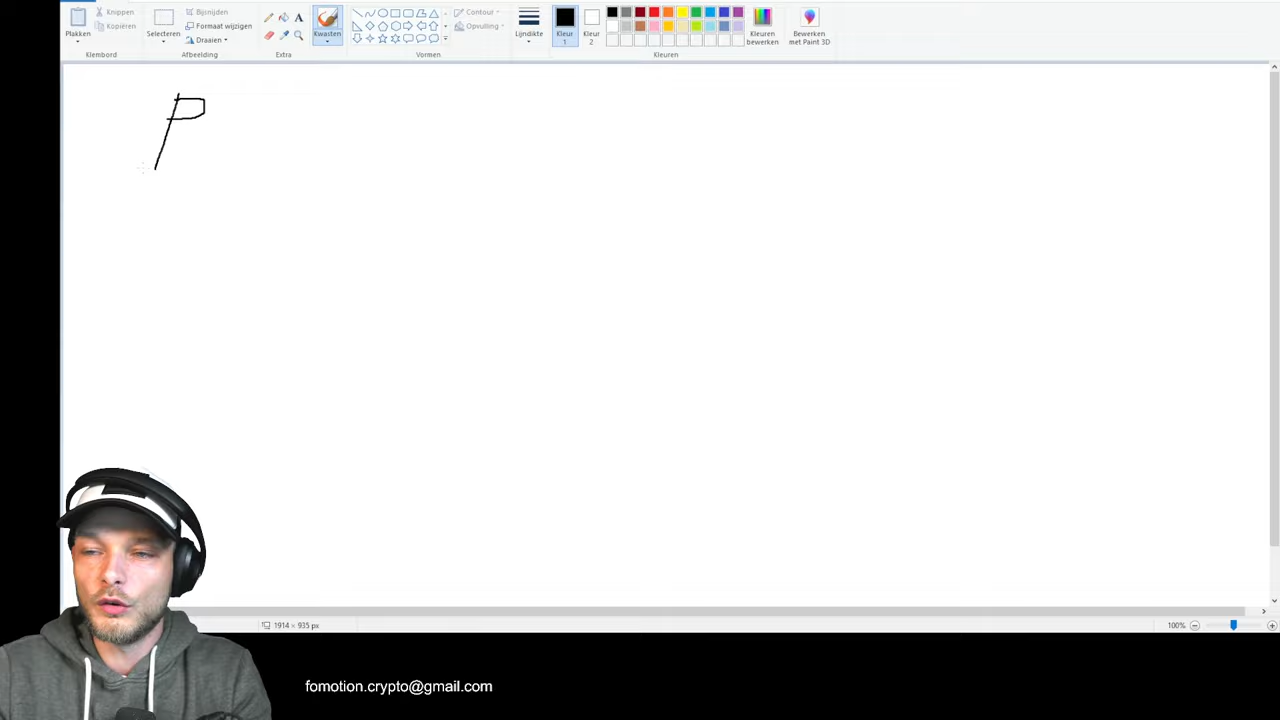 Plakken
Knippen
Kopiëren
Klembord
Selecteren
Bijsnijden
Formaat wijzigen
Draaien
Afbeelding
A
Extra
Kwasten
Contour
Opvulling
Vormen
Lijndikte
Kleur
1
Kleur
2
Kleuren
bewerken
Bewerken
met Paint 3D
Kleuren
P
1914 × 935 px
100%
fomotion.crypto@gmail.com